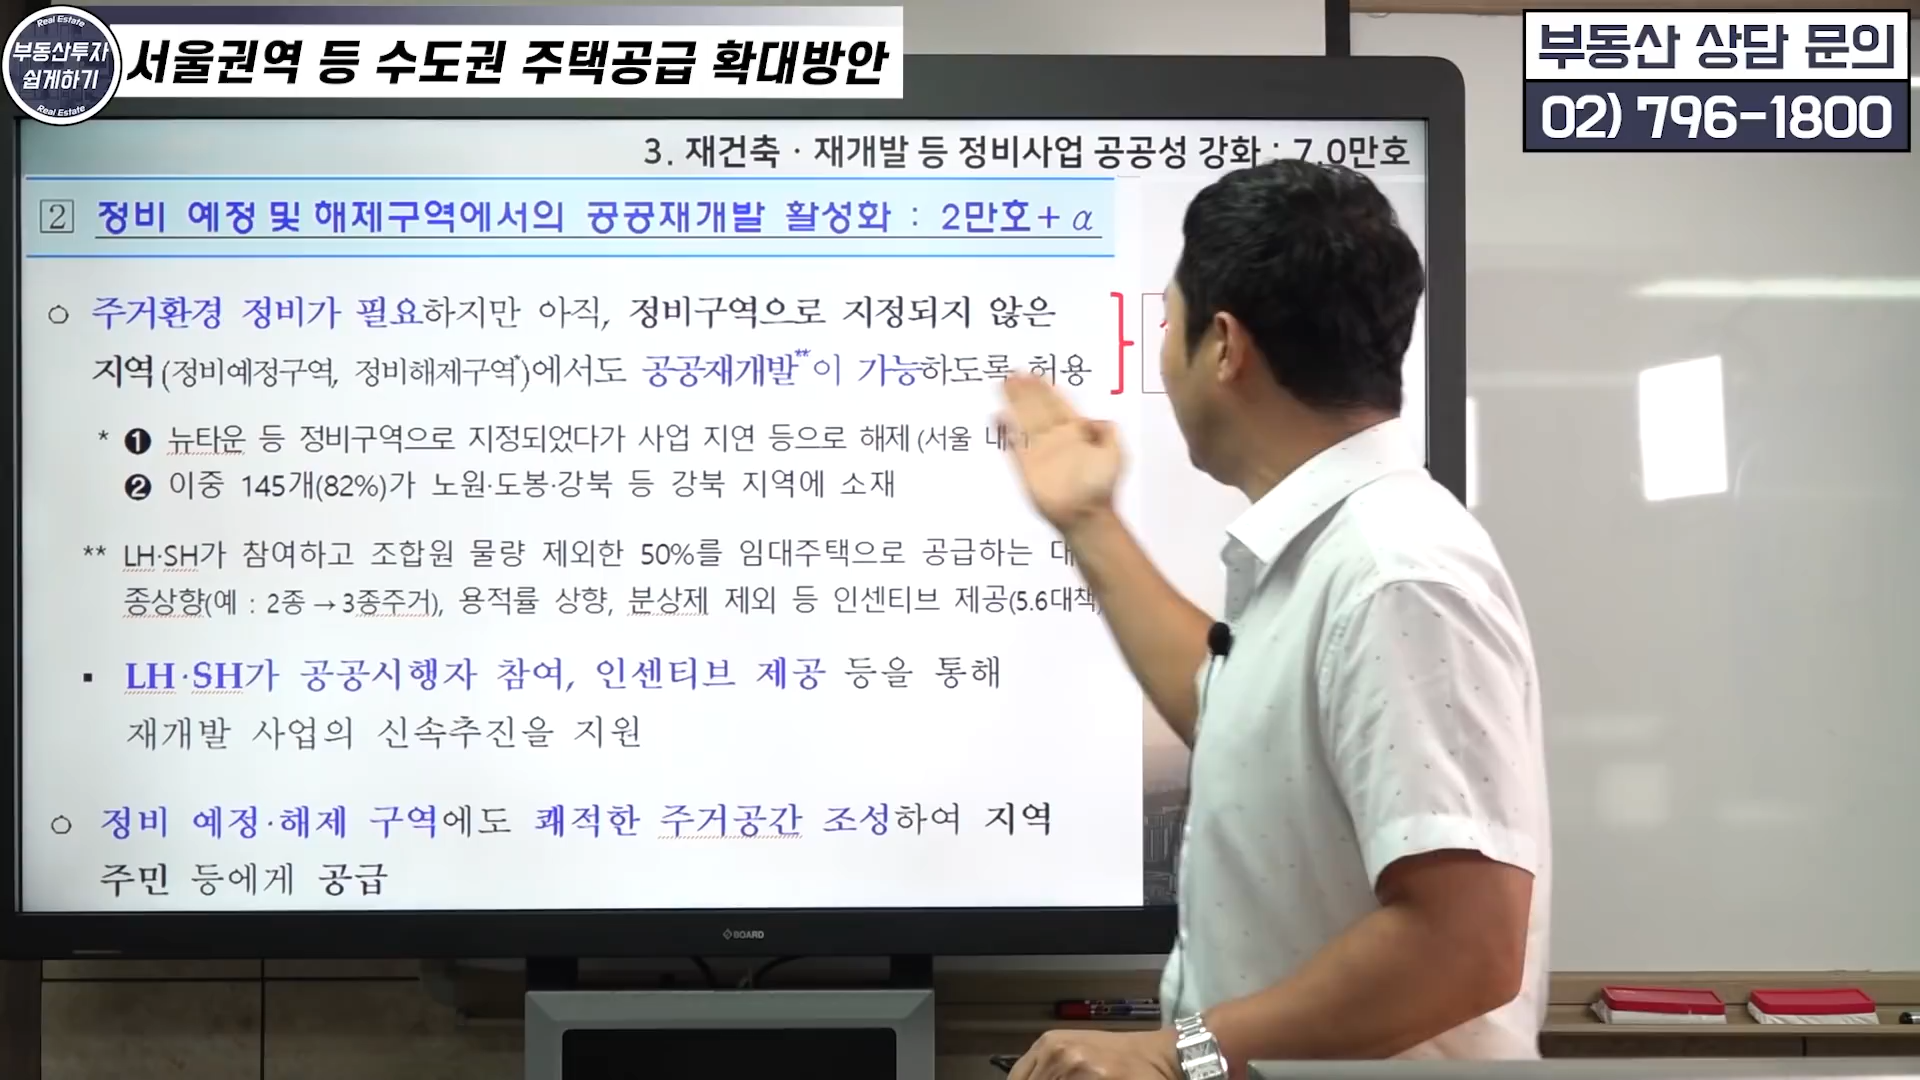 Real Estate
부동산투자
쉽게하기
Real Estate
서울권역 등 수도권 주택공급 확대방안
부동산 상담 문의
02) 796-1800
3. 재건축 · 재개발 등 정비사업 공공성 강화 : 7.0만호
2 정비 예정 및 해제구역에서의 공공재개발 활성화 : 2만호+α
○ 주거환경 정비가 필요하지만 아직, 정비구역으로 지정되지 않은
지역(정비예정구역, 정비해제구역*)에서도 공공재개발**이 가능하도록 허용
* ❶ 뉴타운 등 정비구역으로 지정되었다가 사업 지연 등으로 해제(서울
❷ 이중 145개(82%)가 노원·도봉·강북 등 강북 지역에 소재
** LH·SH가 참여하고 조합원 물량 제외한 50%를 임대주택으로 공급하는
종상향(예 : 2종→3종주거), 용적률 상향, 분상제 제외 등 인센티브 제공(5.6대책)
▪ LH·SH가 공공시행자 참여, 인센티브 제공 등을 통해
재개발 사업의 신속추진을 지원
○ 정비 예정·해제 구역에도 쾌적한 주거공간 조성하여 지역
주민 등에게 공급
BOARD